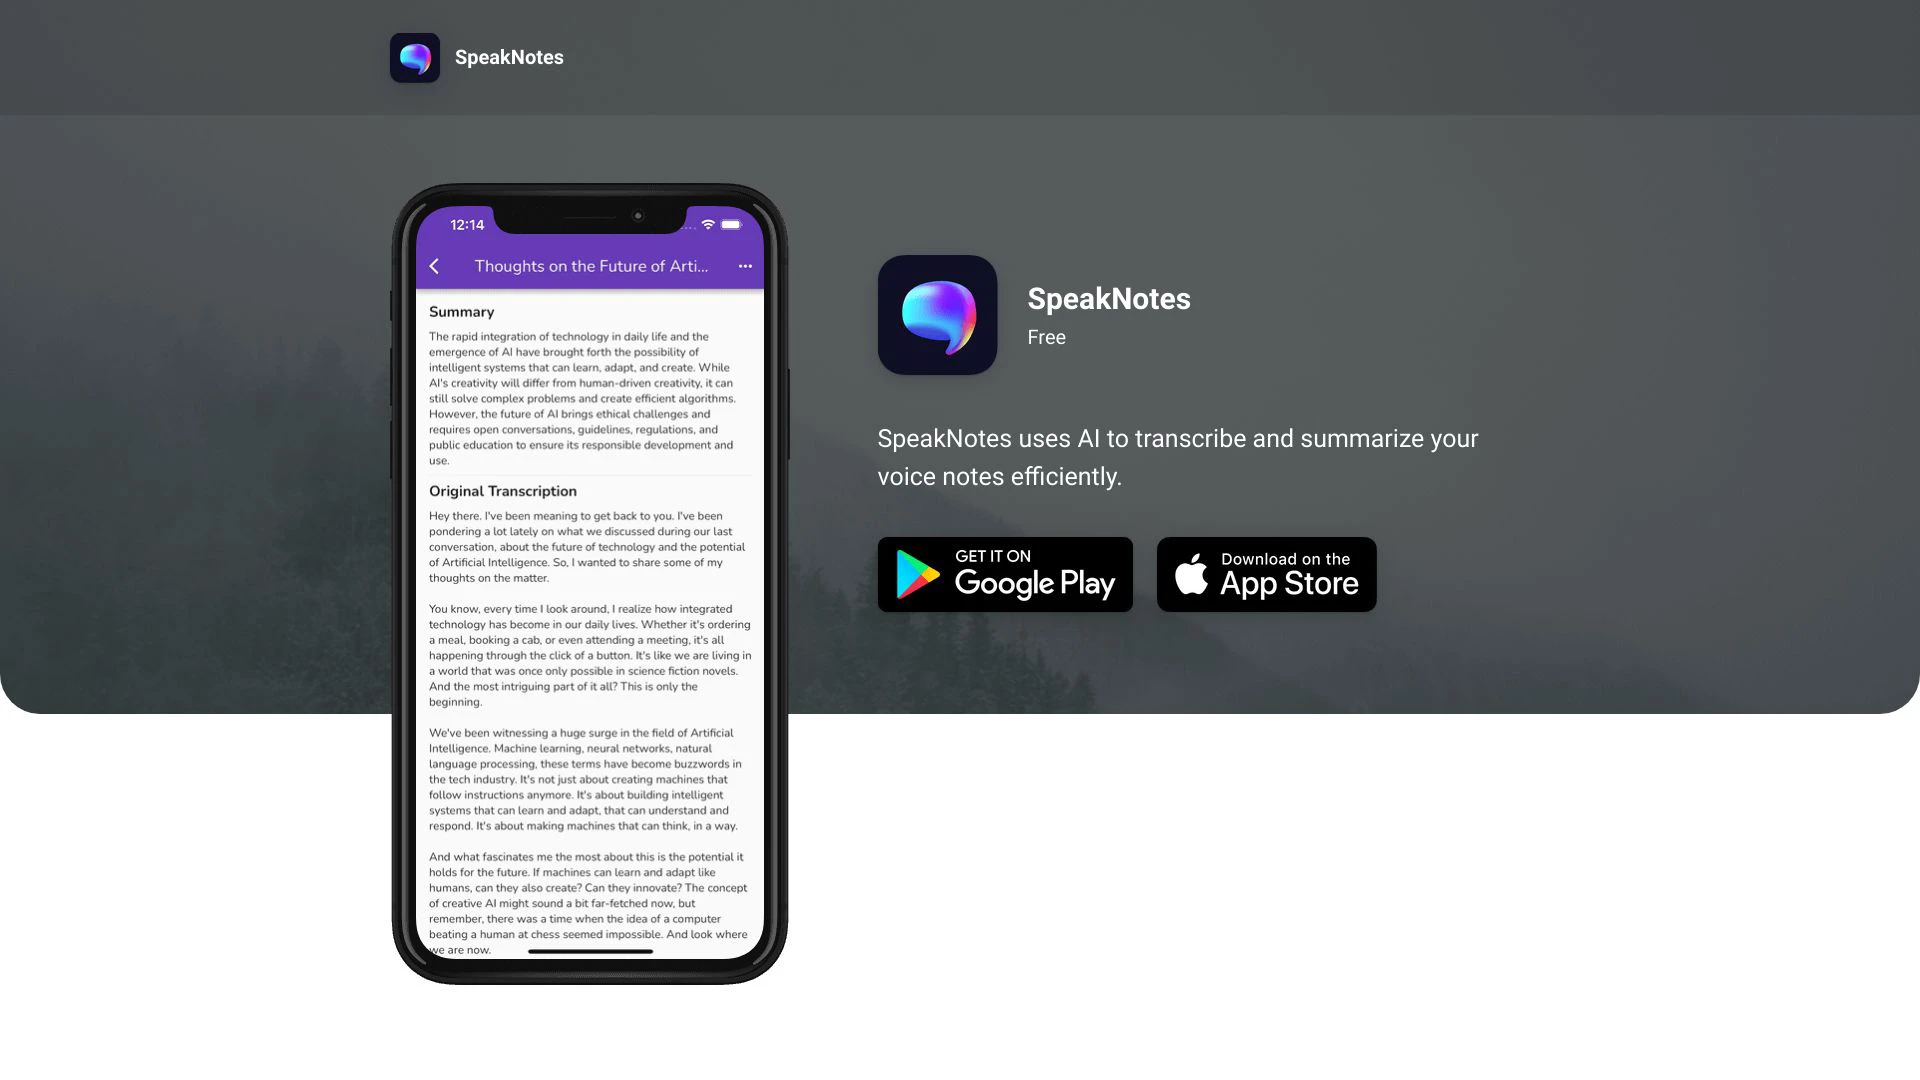 SpeakNotes
12:14
Thoughts on the Future of Arti...
Summary
The rapid integration of technology in daily life and the
emergence of AI have brought forth the possibility of
intelligent systems that can learn, adapt, and create. While
AI's creativity will differ from human-driven creativity, it can
still solve complex problems and create efficient algorithms.
However, the future of AI brings ethical challenges and
requires open conversations, guidelines, regulations, and
public education to ensure its responsible development and
use.
Original Transcription
Hey there. I've been meaning to get back to you. I've been
pondering a lot lately on what we discussed during our last
conversation, about the future of technology and the potential
of Artificial Intelligence. So, I wanted to share some of my
thoughts on the matter.
You know, every time I look around, I realize how integrated
technology has become in our daily lives. Whether it's ordering
a meal, booking a cab, or even attending a meeting, it's all
happening through the click of a button. It's like we are living in
a world that was once only possible in science fiction novels.
And the most intriguing part of it all? This is only the
beginning.
We've been witnessing a huge surge in the field of Artificial
Intelligence. Machine learning, neural networks, natural
language processing, these terms have become buzzwords in
the tech industry. It's not just about creating machines that
follow instructions anymore. It's about building intelligent
systems that can learn and adapt, that can understand and
respond. It's about making machines that can think, in a way.
And what fascinates me the most about this is the potential it
holds for the future. If machines can learn and adapt like
humans, can they also create? Can they innovate? The concept
of creative AI might sound a bit far-fetched now, but
remember, there was a time when the idea of a computer
beating a human at chess seemed impossible. And look where
we are now.
SpeakNotes
Free
SpeakNotes uses AI to transcribe and summarize your
voice notes efficiently.
GET IT ON
Google Play
Download on the
App Store